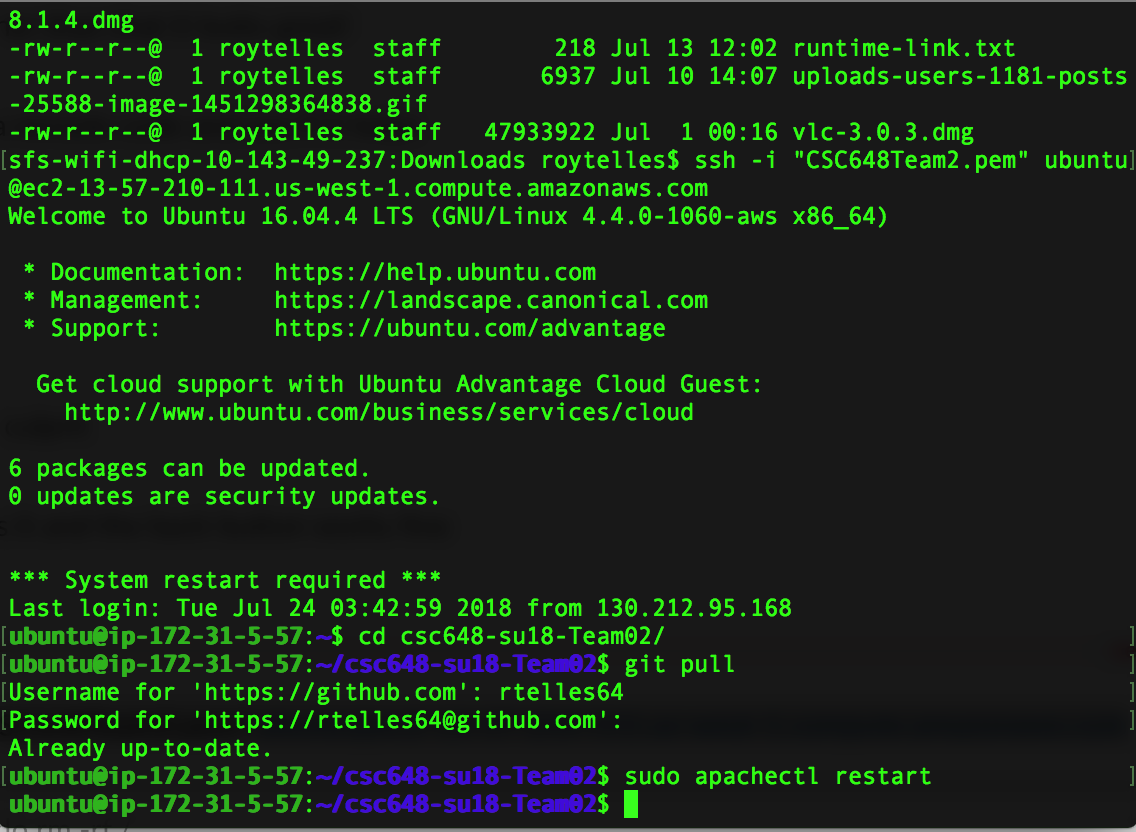 8.1.4.dmg
-rw-r--r--@  1 roytelles  staff        218 Jul 13 12:02 runtime-link.txt
-rw-r--r--@  1 roytelles  staff       6937 Jul 10 14:07 uploads-users-1181-posts
-25588-image-1451298364838.gif
-rw-r--r--@  1 roytelles  staff   47933922 Jul  1 00:16 vlc-3.0.3.dmg
[sfs-wifi-dhcp-10-143-49-237:Downloads roytelles$ ssh -i "CSC648Team2.pem" ubuntu]
@ec2-13-57-210-111.us-west-1.compute.amazonaws.com
Welcome to Ubuntu 16.04.4 LTS (GNU/Linux 4.4.0-1060-aws x86_64)

 * Documentation:  https://help.ubuntu.com
 * Management:     https://landscape.canonical.com
 * Support:        https://ubuntu.com/advantage

  Get cloud support with Ubuntu Advantage Cloud Guest:
    http://www.ubuntu.com/business/services/cloud

6 packages can be updated.
0 updates are security updates.


*** System restart required ***
Last login: Tue Jul 24 03:42:59 2018 from 130.212.95.168
[ubuntu@ip-172-31-5-57:~$ cd csc648-su18-Team02/ ]
[ubuntu@ip-172-31-5-57:~/csc648-su18-Team02$ git pull ]
[Username for 'https://github.com': rtelles64 ]
[Password for 'https://rtelles64@github.com': ]
Already up-to-date.
[ubuntu@ip-172-31-5-57:~/csc648-su18-Team02$ sudo apachectl restart ]
ubuntu@ip-172-31-5-57:~/csc648-su18-Team02$